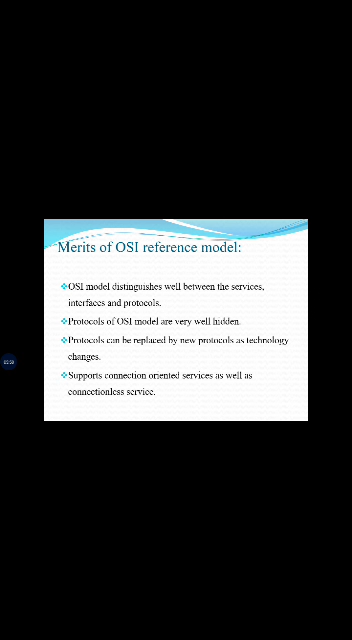 Merits of OSI reference model:
❖OSI model distinguishes well between the services,
interfaces and protocols.
❖Protocols of OSI model are very well hidden.
❖Protocols can be replaced by new protocols as technology
changes.
❖Supports connection oriented services as well as
connectionless service.